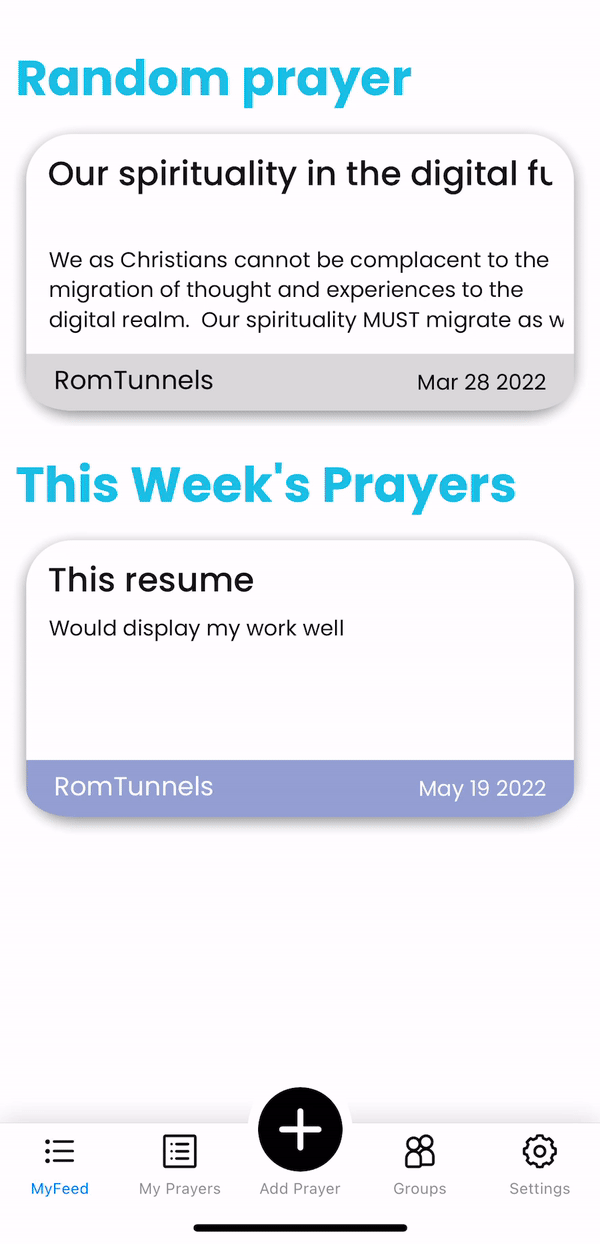 Random prayer
Our spirituality in the digital
We as Christians cannot be complacent to the
migration of thought and experiences to the
digital realm.  Our spirituality MUST migrate as
RomTunnels
Mar 28 2022
This Week's Prayers
This resume
Would display my work well
RomTunnels
May 19 2022
MyFeed
My Prayers
Add Prayer
Groups
Settings